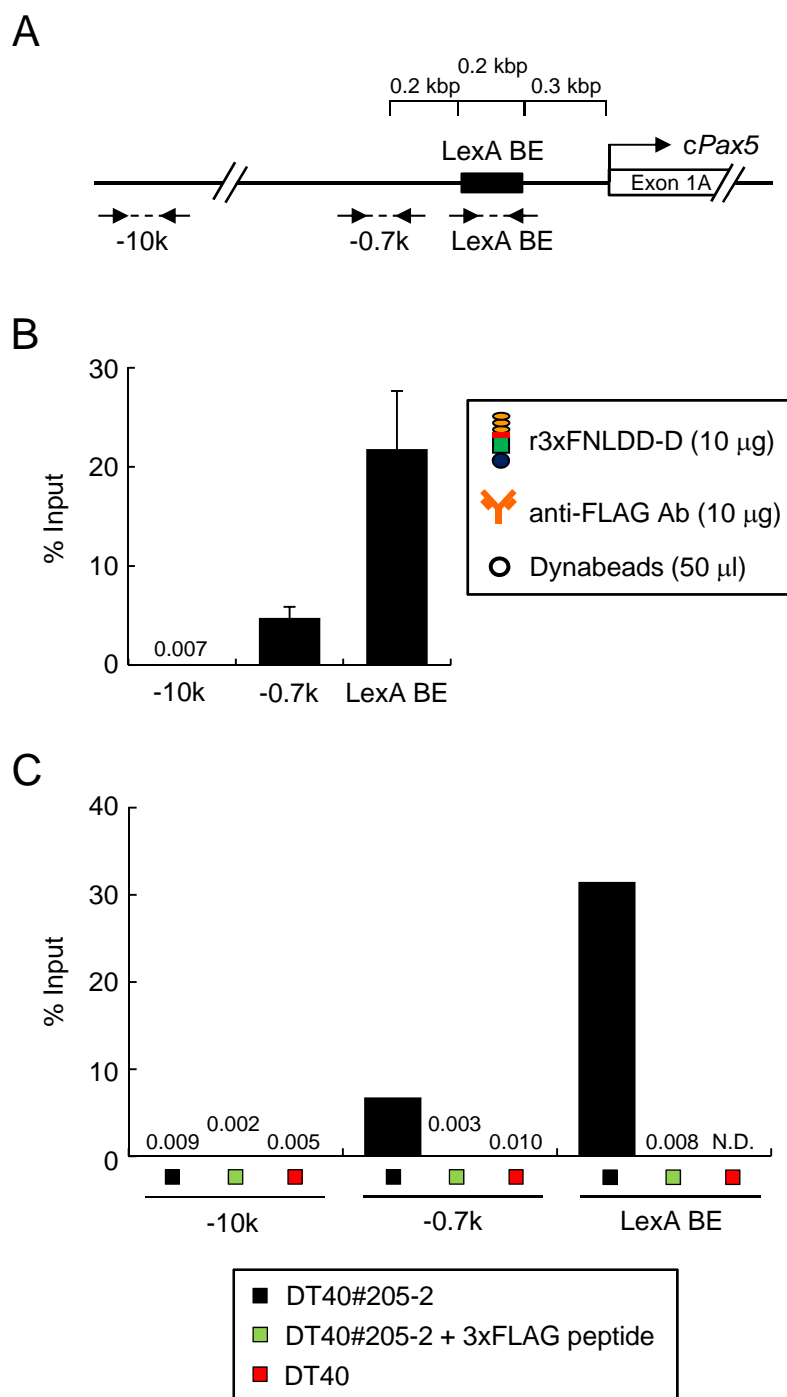 A
0.2 kbp
0.2 kbp
0.3 kbp
LexA BE
cPax5
Exon 1A
-10k
-0.7k
LexA BE
B
% Input
30
20
10
0
0.007
-10k
-0.7k
LexA BE
r3xFNLDD-D (10 μg)
anti-FLAG Ab (10 μg)
Dynabeads (50 μl)
C
% Input
40
30
20
10
0
0.009
0.002
0.005
0.003
0.010
0.008
N.D.
-10k
-0.7k
LexA BE
DT40#205-2
DT40#205-2 + 3xFLAG peptide
DT40